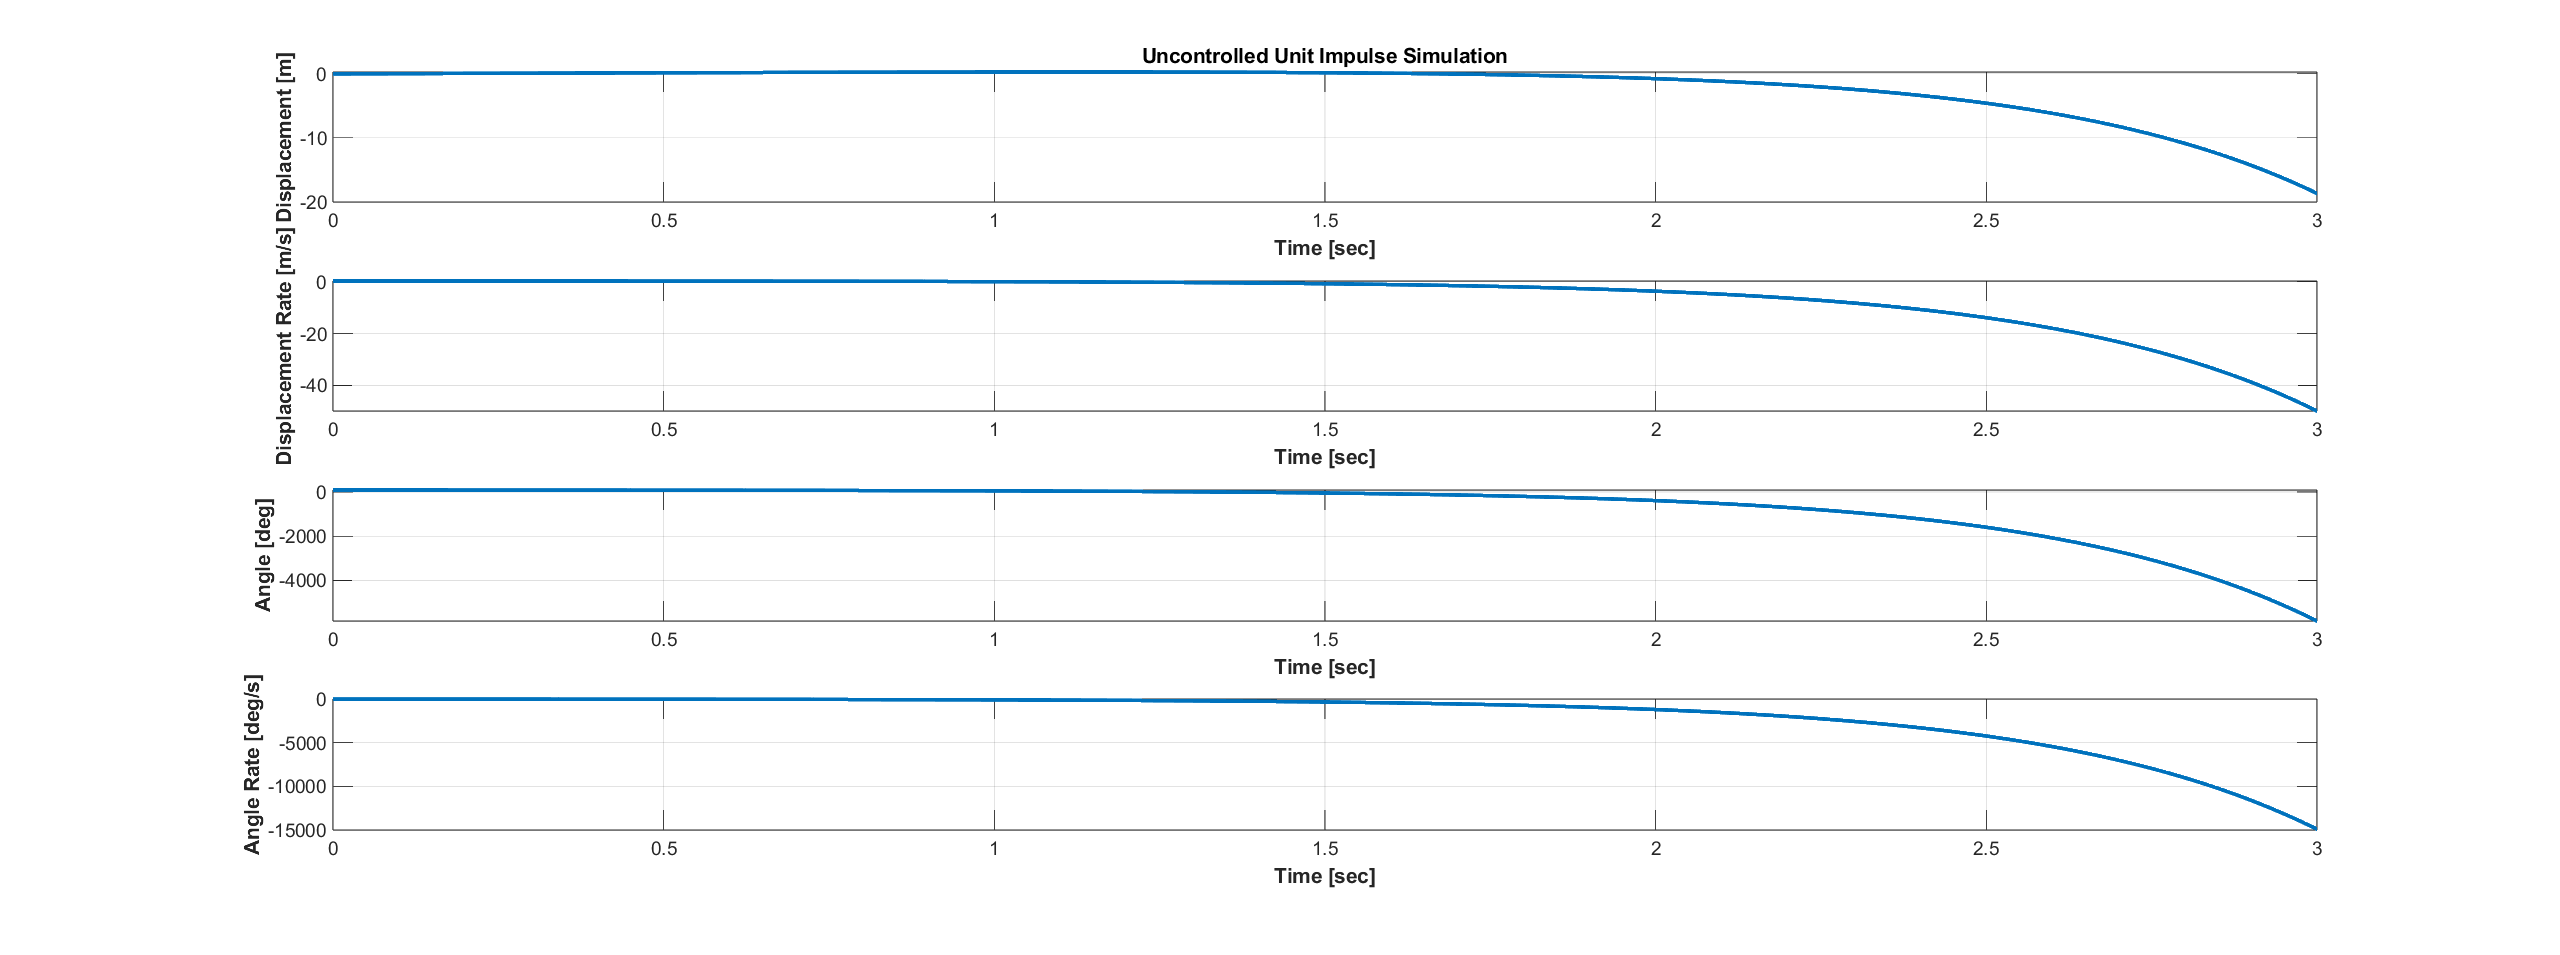 Uncontrolled Unit Impulse Simulation
Displacement [m]
0
-10
-20
0 0.5 1 1.5 2 2.5 3
Time [sec]
Displacement Rate [m/s]
0
-20
-40
0 0.5 1 1.5 2 2.5 3
Time [sec]
Angle [deg]
0
-2000
-4000
0 0.5 1 1.5 2 2.5 3
Time [sec]
Angle Rate [deg/s]
0
-5000
-10000
-15000
0 0.5 1 1.5 2 2.5 3
Time [sec]